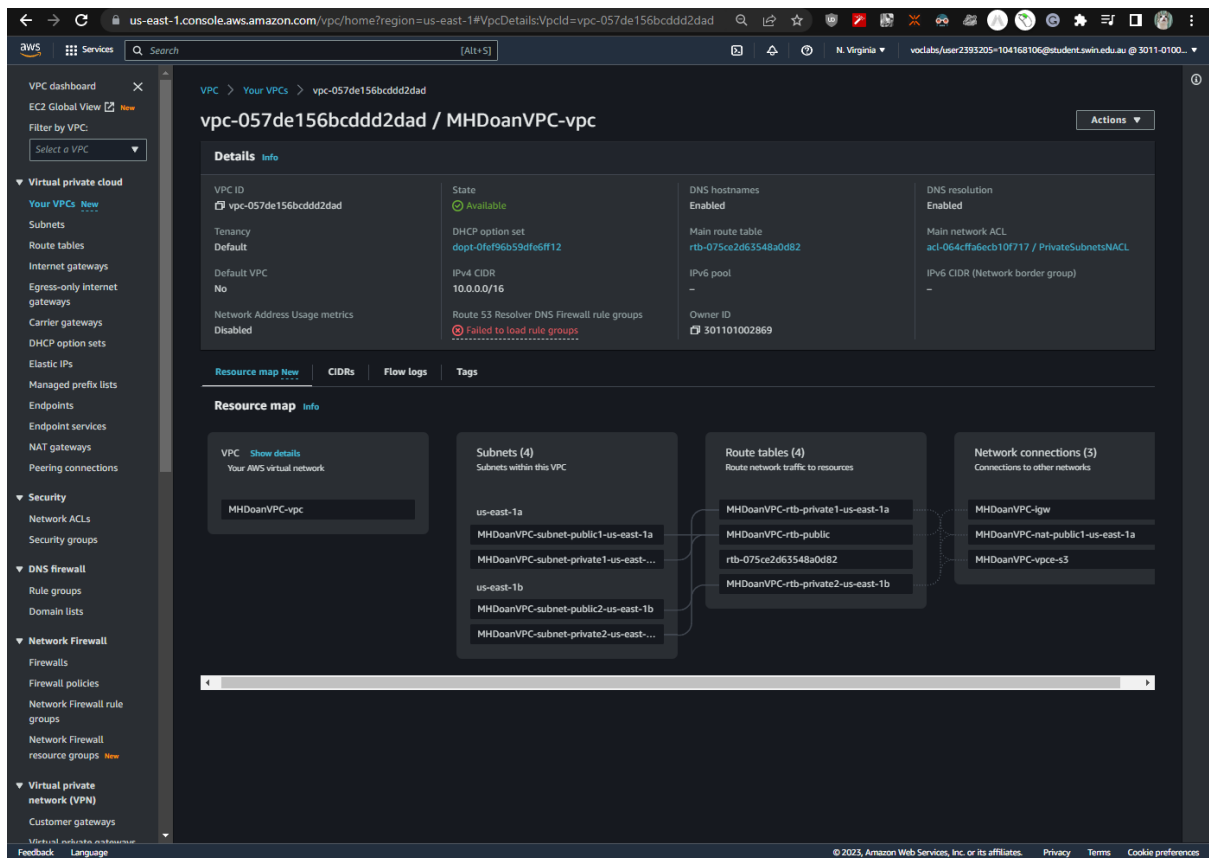 us-east-1.console.aws.amazon.com/vpc/home?region=us-east-1#VpcDetails:VpcId=vpc-057de156bcddd2dad
aws
Services
Search
[Alt+S]
N. Virginia
voclabs/user2393205=104168106@student.swin.edu.au @ 3011-0100...
VPC dashboard
EC2 Global View New
Filter by VPC:
Select a VPC
Virtual private cloud
Your VPCs New
Subnets
Route tables
Internet gateways
Egress-only internet
gateways
Carrier gateways
DHCP option sets
Elastic IPs
Managed prefix lists
Endpoints
Endpoint services
NAT gateways
Peering connections
Security
Network ACLs
Security groups
DNS firewall
Rule groups
Domain lists
Network Firewall
Firewalls
Firewall policies
Network Firewall rule
groups
Network Firewall
resource groups New
Virtual private
network (VPN)
Customer gateways
Virtual private gateways
VPC > Your VPCs > vpc-057de156bcddd2dad
vpc-057de156bcddd2dad / MHDoanVPC-vpc
Actions
Details Info
VPC ID
vpc-057de156bcddd2dad
State
Available
DNS hostnames
Enabled
DNS resolution
Enabled
Tenancy
Default
DHCP option set
dopt-0fef96b59dfe6ff12
Main route table
rtb-075ce2d63548a0d82
Main network ACL
acl-064cffa6ecb10f717 / PrivateSubnetsNACL
Default VPC
No
IPv4 CIDR
10.0.0.0/16
IPv6 pool
–
IPv6 CIDR (Network border group)
–
Network Address Usage metrics
Disabled
Route 53 Resolver DNS Firewall rule groups
Failed to load rule groups
Owner ID
301101002869
Resource map New
CIDRs
Flow logs
Tags
Resource map Info
VPC Show details
Your AWS virtual network
MHDoanVPC-vpc
Subnets (4)
Subnets within this VPC
us-east-1a
MHDoanVPC-subnet-public1-us-east-1a
MHDoanVPC-subnet-private1-us-east-...
us-east-1b
MHDoanVPC-subnet-public2-us-east-1b
MHDoanVPC-subnet-private2-us-east-...
Route tables (4)
Route network traffic to resources
MHDoanVPC-rtb-private1-us-east-1a
MHDoanVPC-rtb-public
rtb-075ce2d63548a0d82
MHDoanVPC-rtb-private2-us-east-1b
Network connections (3)
Connections to other networks
MHDoanVPC-igw
MHDoanVPC-nat-public1-us-east-1a
MHDoanVPC-vpce-s3
Feedback
Language
© 2023, Amazon Web Services, Inc. or its affiliates.
Privacy
Terms
Cookie preferences